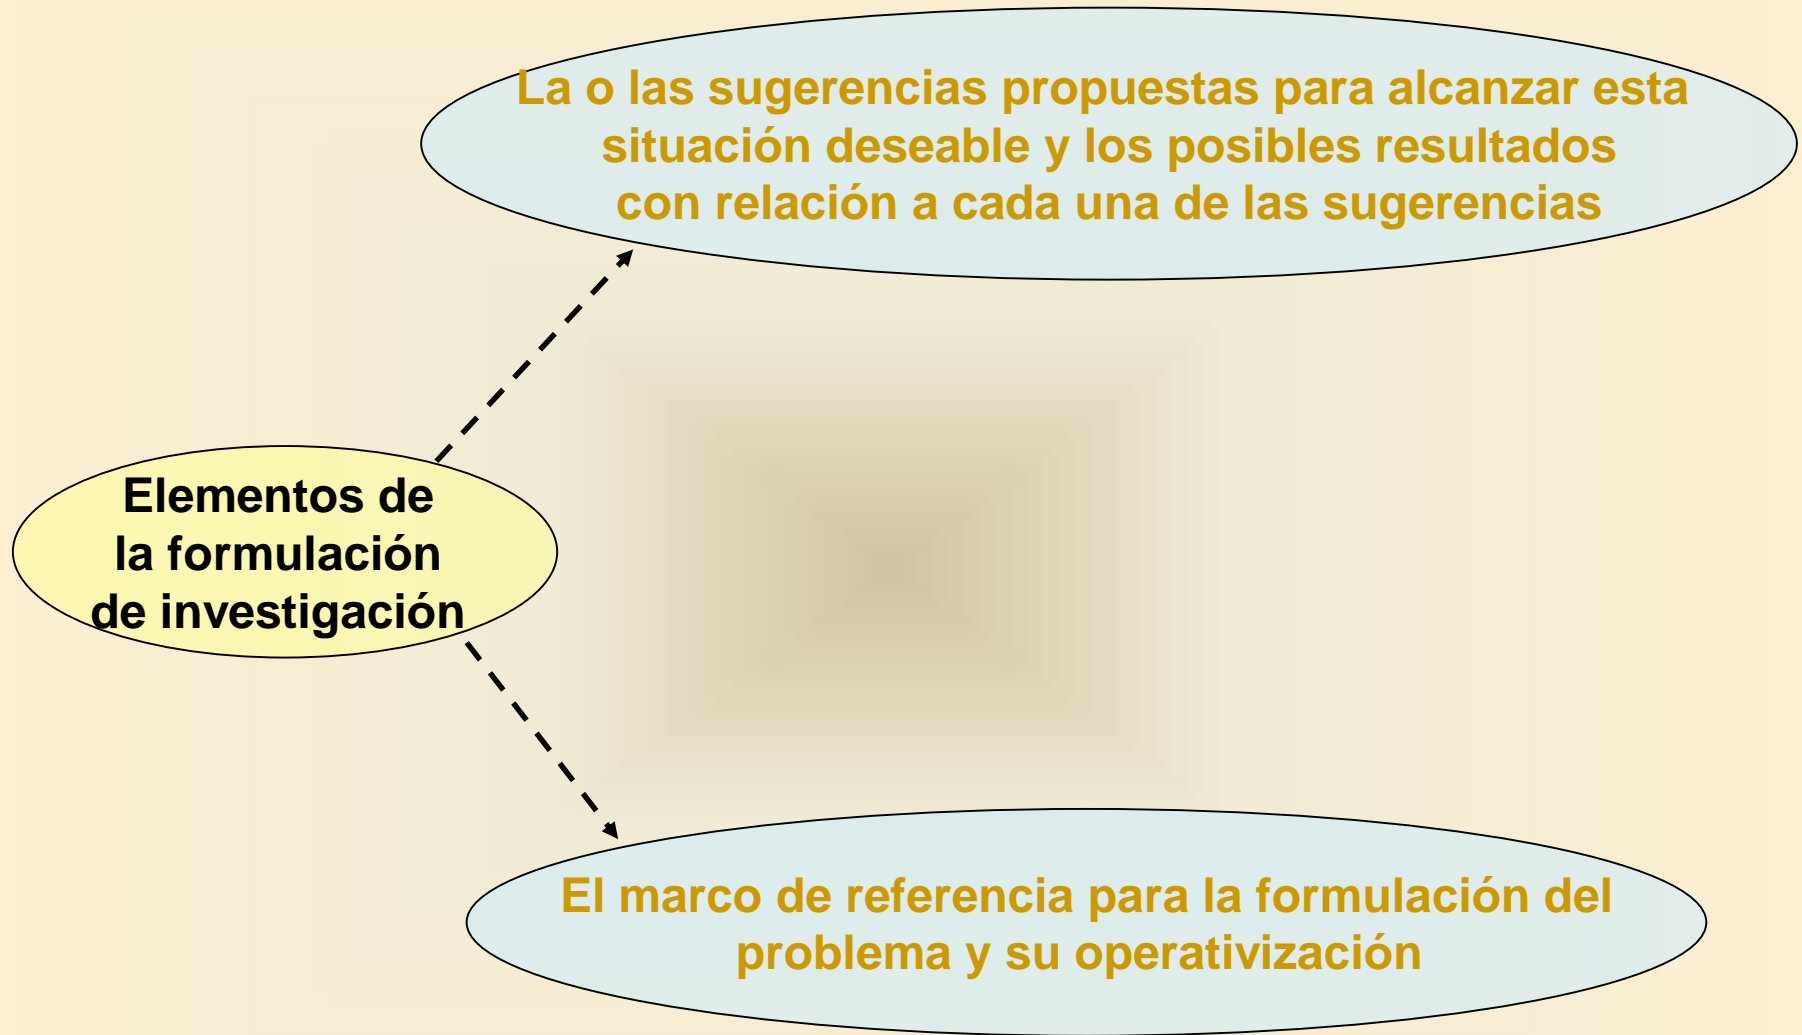 La o las sugerencias propuestas para alcanzar esta
situación deseable y los posibles resultados
con relación a cada una de las sugerencias
Elementos de
la formulación
de investigación
El marco de referencia para la formulación del
problema y su operativización